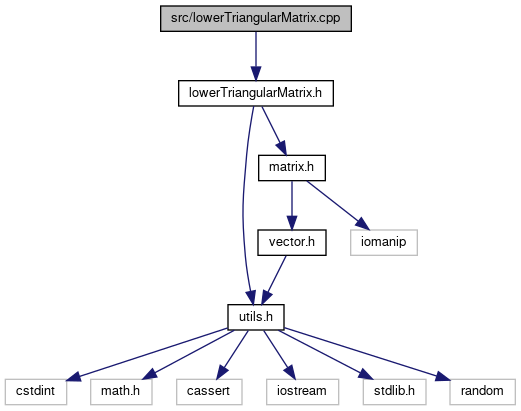 src/lowerTriangularMatrix.cpp
lowerTriangularMatrix.h
matrix.h
vector.h
iomanip
utils.h
cstdint
math.h
cassert
iostream
stdlib.h
random